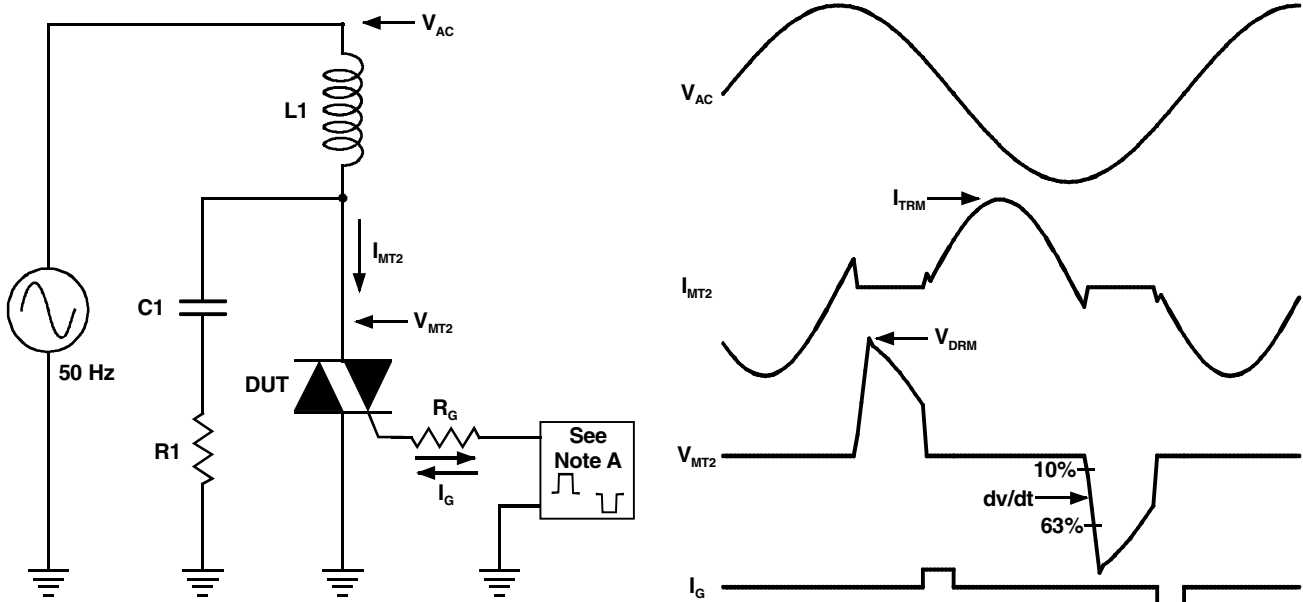 V_AC
L1
I_MT2
C1
V_MT2
50 Hz
DUT
R_G
R1
I_G
See
Note A
V_AC
I_TRM
I_MT2
V_DRM
V_MT2
10%
dv/dt
63%
I_G